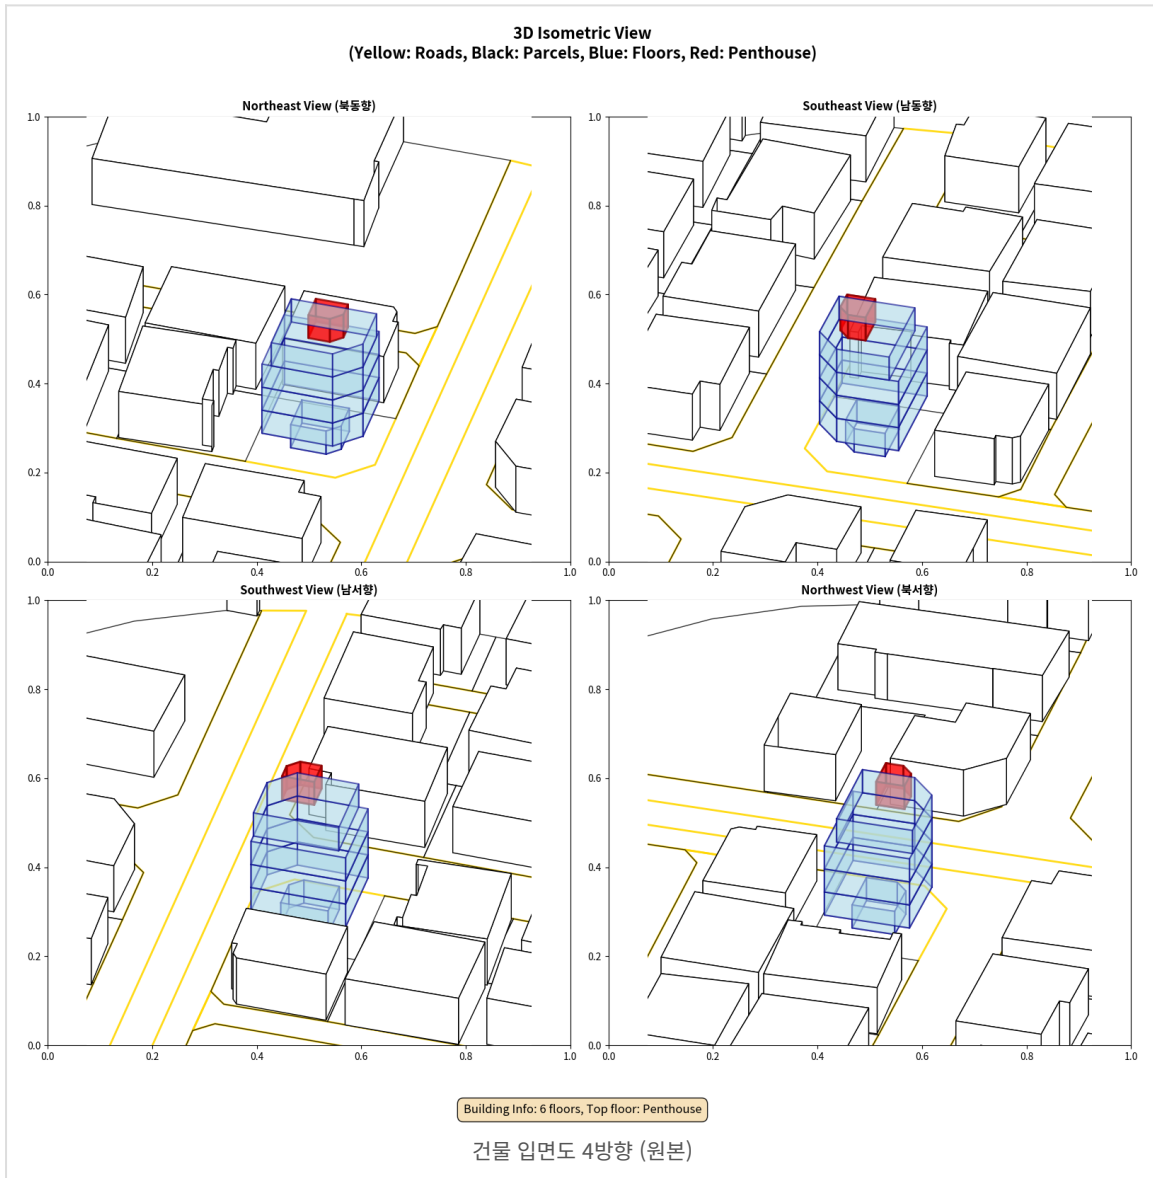 3D Isometric View
(Yellow: Roads, Black: Parcels, Blue: Floors, Red: Penthouse)
Northeast View (북동향)
1.0
0.8
0.6
0.4
0.2
0.0
0.0 0.2 0.4 0.6 0.8 1.0
Southeast View (남동향)
1.0
0.8
0.6
0.4
0.2
0.0
0.0 0.2 0.4 0.6 0.8 1.0
Southwest View (남서향)
1.0
0.8
0.6
0.4
0.2
0.0
0.0 0.2 0.4 0.6 0.8 1.0
Northwest View (북서향)
1.0
0.8
0.6
0.4
0.2
0.0
0.0 0.2 0.4 0.6 0.8 1.0
Building Info: 6 floors, Top floor: Penthouse
건물 입면도 4방향 (원본)